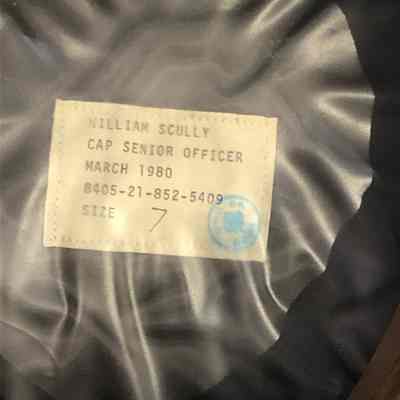 WILLIAM SCULLY
CAP SENIOR OFFICER
MARCH 1980
8405-21-852-5409
SIZE 7